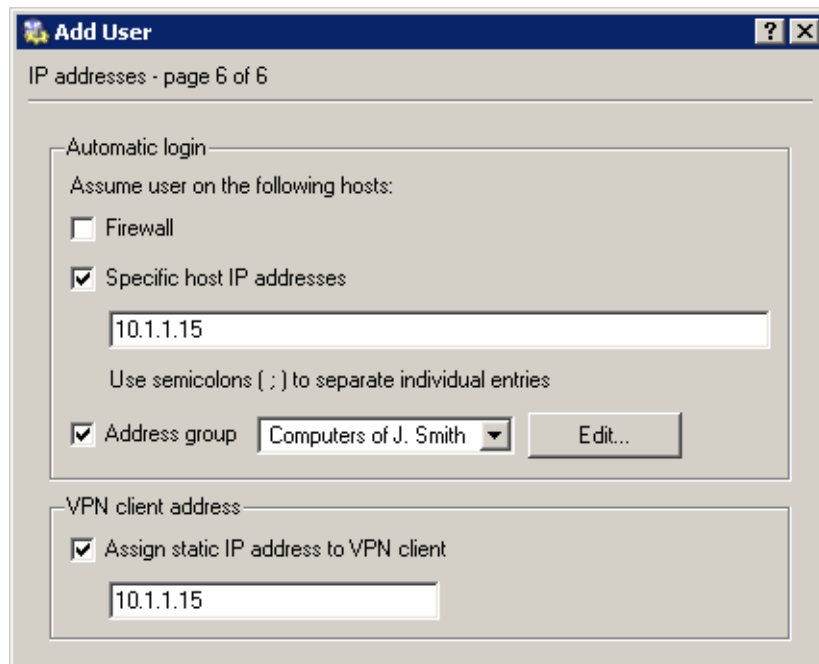 Add User
IP addresses - page 6 of 6
Automatic login
Assume user on the following hosts:
Firewall
Specific host IP addresses
10.1.1.15
Use semicolons ( ; ) to separate individual entries
Address group Computers of J. Smith Edit...
VPN client address
Assign static IP address to VPN client
10.1.1.15